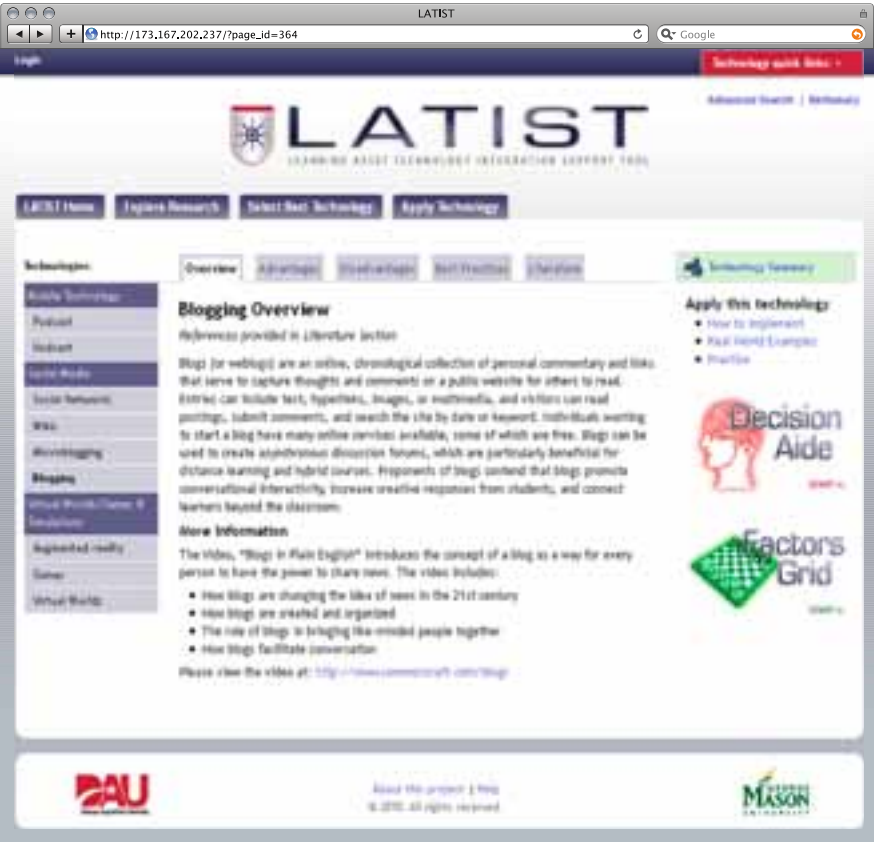 LATIST
http://173.167.202.237/?page_id=364
Google
Login
Technology quick links
Advanced Search | Dictionary
LATIST
LEARNING ASSET TECHNOLOGY INTEGRATION SUPPORT TOOL
LATIST Home
Explore Research
Select Best Technology
Apply Technology
Technologies
Mobile Technology
Podcast
Vodcast
Social Media
Social Networks
Wikis
Microblogging
Blogging
Virtual Worlds/Games &
Simulations
Augmented reality
Games
Virtual Worlds
Overview
Advantages
Disadvantages
Best Practices
Literature
Blogging Overview
References provided in Literature Section
Blogs (or weblogs) are an online, chronological collection of personal commentary and links
that serve to capture thoughts and comments on a public website for others to read.
Entries can include text, hyperlinks, images, or multimedia, and visitors can read
postings, submit comments, and search the site by date or keyword. Individuals wanting
to start a blog have many online services available, some of which are free. Blogs can be
used to create asynchronous discussion forums, which are particularly beneficial for
distance learning and hybrid courses. Proponents of blogs contend that blogs promote
conversational interactivity, increase creative responses from students, and connect
learners beyond the classroom.
More Information
The video, "Blogs in Plain English" introduces the concept of a blog as a way for every
person to have the power to share news. The video includes:
• How blogs are changing the idea of news in the 21st century
• How blogs are created and organized
• The role of blogs in bringing like-minded people together
• How blogs facilitate conversation
Please view the video at: http://www.commoncraft.com/blogs
Technology Summary
Apply this technology
• How to implement
• Real World Examples
• Practice
Decision
Aide
Factors
Grid
DAU
About this project | Help
© 2010. All rights reserved
GEORGE
MASON
UNIVERSITY